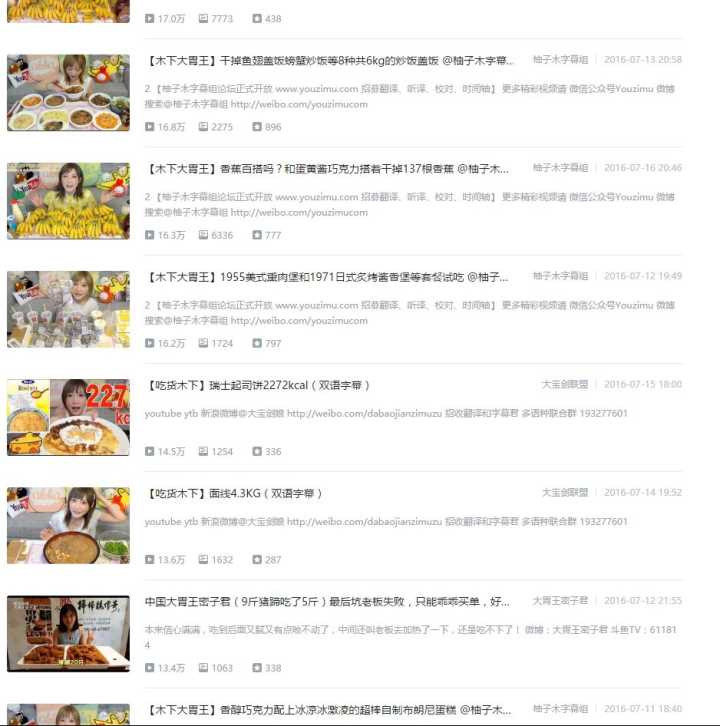 17.0万 7773 438
【木下大胃王】干掉鱼翅盖饭螃蟹炒饭等8种共6kg的炒饭盖饭 @柚子木字幕... 柚子木字幕组 2016-07-13 20:58
2【柚子木字幕组论坛正式开放 www.youzimu.com 招募翻译、听译、校对、时间轴】 更多精彩视频请 微信公众号Youzimu 微博
搜索@柚子木字幕组 http://weibo.com/youzimucom
16.8万 2275 896
【木下大胃王】香蕉百搭吗？和蛋黄酱巧克力搭着干掉137根香蕉 @柚子木... 柚子木字幕组 2016-07-16 20:46
2【柚子木字幕组论坛正式开放 www.youzimu.com 招募翻译、听译、校对、时间轴】 更多精彩视频请 微信公众号Youzimu 微博
搜索@柚子木字幕组 http://weibo.com/youzimucom
16.3万 6336 777
【木下大胃王】1955美式重肉堡和1971日式炙烤酱香堡等套餐试吃 @柚子... 柚子木字幕组 2016-07-12 19:49
2【柚子木字幕组论坛正式开放 www.youzimu.com 招募翻译、听译、校对、时间轴】 更多精彩视频请 微信公众号Youzimu 微博
搜索@柚子木字幕组 http://weibo.com/youzimucom
16.2万 1724 797
227
kc
【吃货木下】瑞士起司饼2272kcal（双语字幕） 大宝剑联盟 2016-07-15 18:00
youtube ytb 新浪微博@大宝剑娘 http://weibo.com/dabaojianzimuzu 招收翻译和字幕君 多语种联合群 193277601
14.5万 1254 336
【吃货木下】面线4.3KG（双语字幕） 大宝剑联盟 2016-07-14 19:52
youtube ytb 新浪微博@大宝剑娘 http://weibo.com/dabaojianzimuzu 招收翻译和字幕君 多语种联合群 193277601
13.6万 1632 287
中国大胃王密子君（9斤猪蹄吃了5斤）最后坑老板失败，只能乖乖买单，好... 大胃王密子君 2016-07-12 21:55
本来信心满满，吃到后面又腻又有点啃不动了，中间还叫老板去加热了一下，还是吃不下了！ 微博：大胃王密子君 斗鱼TV：61181
4
13.4万 1063 338
【木下大胃王】香醇巧克力配上冰凉冰激凌的超棒自制布朗尼蛋糕 @柚子木... 柚子木字幕组 2016-07-11 18:40